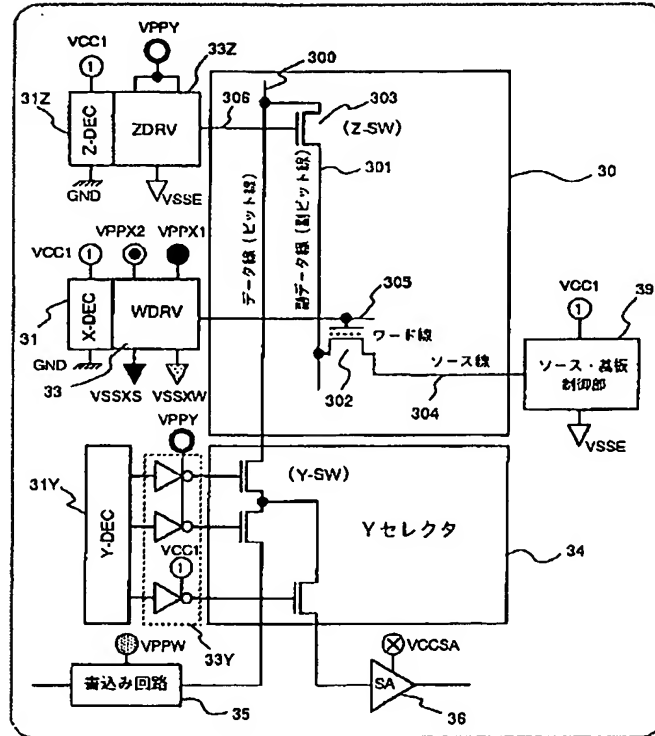 VPPY
VCC1
33Z
300
31Z
1
Z-DEC
ZDRV
306
303
(Z-SW)
301
30
GND
VSSE
データ線(ビット線)
副データ線(副ビット線)
VPPX2
VPPX1
VCC1
1
305
VCC1
39
1
31
X-DEC
WDRV
ワード線
GND
33
302
ソース線
304
ソース・基板
制御部
VSSXS
VSSXW
VSSE
VPPY
31Y
(Y-SW)
Y-DEC
Yセレクタ
34
VCC1
1
VPPW
33Y
VCCSA
書込み回路
35
SA
36